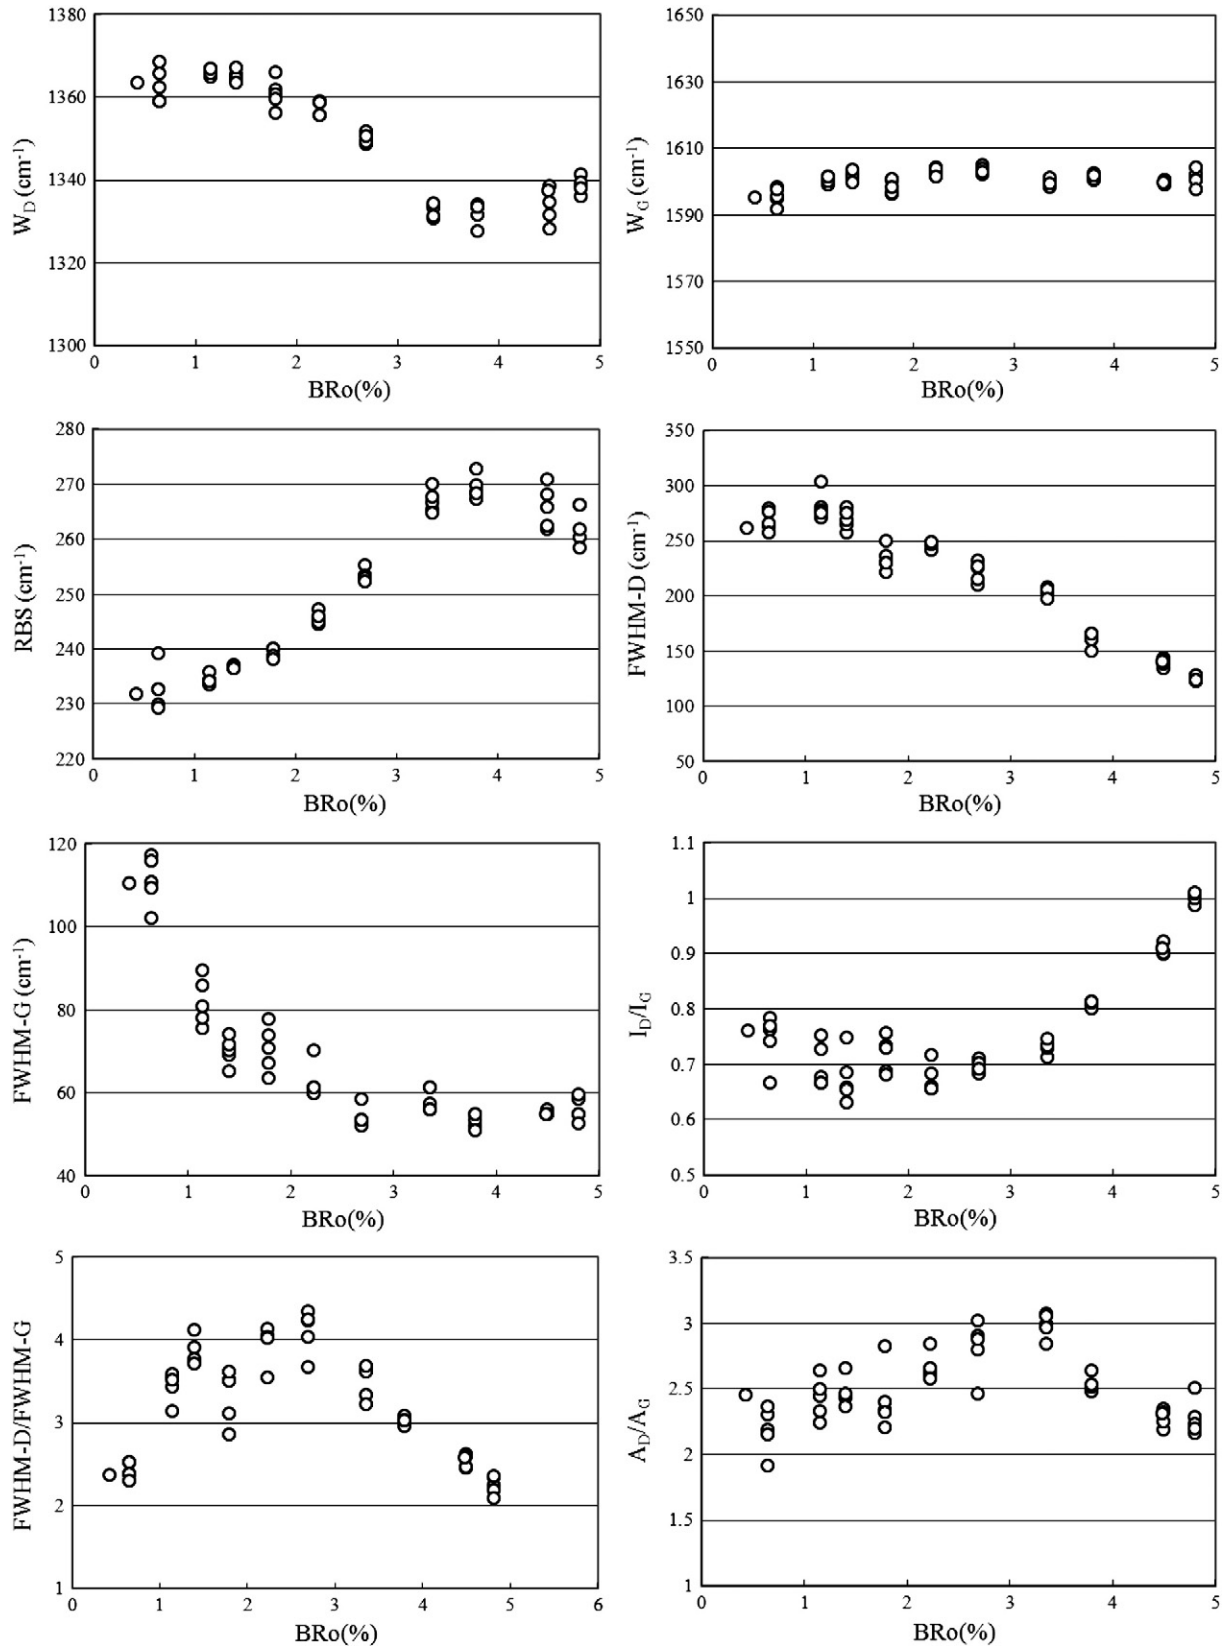 1380
1360
1340
1320
1300
W_D (cm⁻¹)
0 1 2 3 4 5
BRo(%)
1650
1630
1610
1590
1570
1550
W_G (cm⁻¹)
0 1 2 3 4 5
BRo(%)
280
270
260
250
240
230
220
RBS (cm⁻¹)
0 1 2 3 4 5
BRo(%)
350
300
250
200
150
100
50
FWHM-D (cm⁻¹)
0 1 2 3 4 5
BRo(%)
120
100
80
60
40
FWHM-G (cm⁻¹)
0 1 2 3 4 5
BRo(%)
1.1
1
0.9
0.8
0.7
0.6
0.5
I_D/I_G
0 1 2 3 4 5
BRo(%)
5
4
3
2
1
FWHM-D/FWHM-G
0 1 2 3 4 5 6
BRo(%)
3.5
3
2.5
2
1.5
1
A_D/A_G
0 1 2 3 4 5
BRo(%)